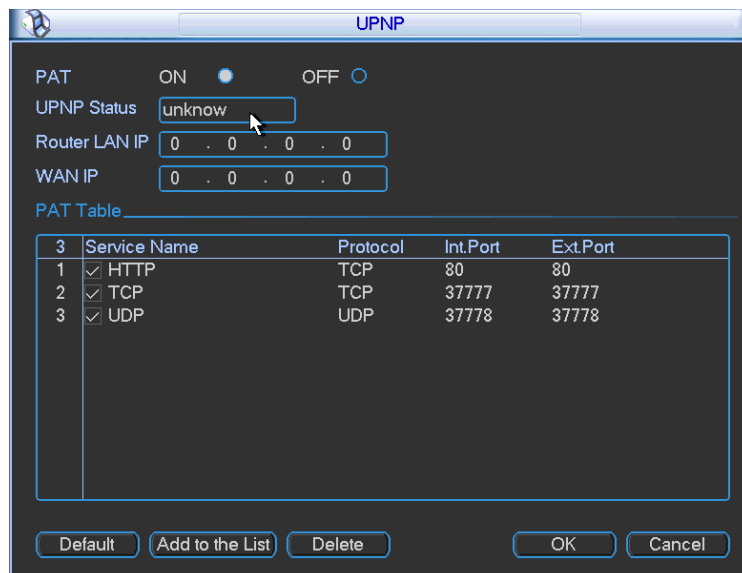 UPNP
PAT ON OFF
UPNP Status unknow
Router LAN IP 0 . 0 . 0 . 0
WAN IP 0 . 0 . 0 . 0
PAT Table
3 Service Name Protocol Int.Port Ext.Port
1 HTTP TCP 80 80
2 TCP TCP 37777 37777
3 UDP UDP 37778 37778
Default Add to the List Delete OK Cancel